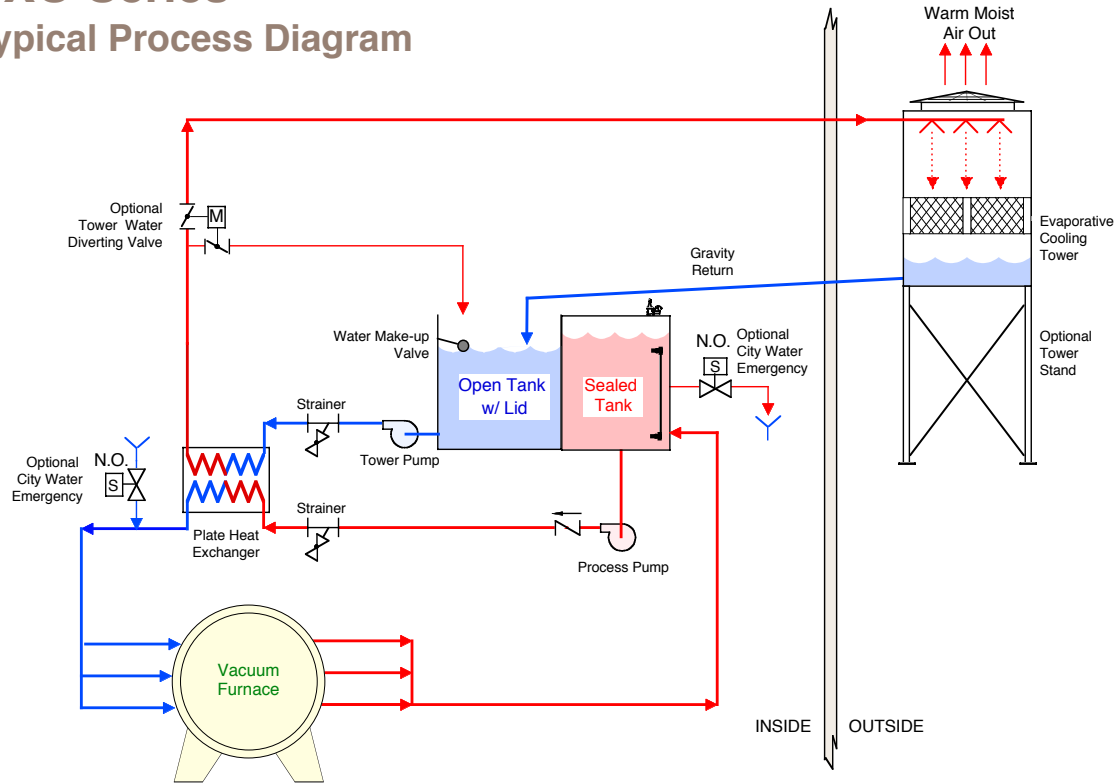 Typical Process Diagram
Warm Moist
Air Out
Optional
Tower Water
Diverting Valve
M
Evaporative
Cooling
Tower
Gravity
Return
Water Make-up
Valve
N.O.
S
Optional
City Water
Emergency
Optional
Tower
Stand
Open Tank
w/ Lid
Sealed
Tank
Strainer
Tower Pump
Optional
City Water
Emergency
N.O.
S
Strainer
Plate Heat
Exchanger
Process Pump
Vacuum
Furnace
INSIDE
OUTSIDE